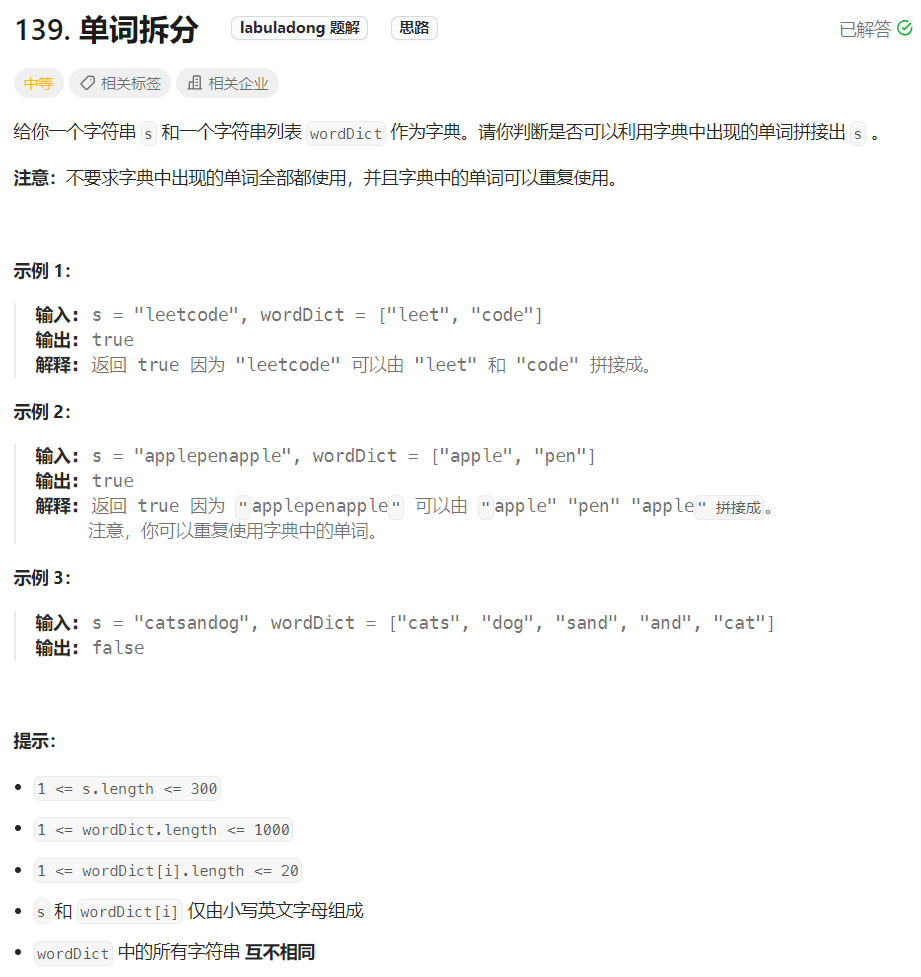 139. 单词拆分 labuladong 题解 思路 已解答
中等 相关标签 相关企业
给你一个字符串 s 和一个字符串列表 wordDict 作为字典。请你判断是否可以利用字典中出现的单词拼接出 s 。
注意：不要求字典中出现的单词全部都使用，并且字典中的单词可以重复使用。
示例 1：
输入: s = "leetcode", wordDict = ["leet", "code"]
输出: true
解释: 返回 true 因为 "leetcode" 可以由 "leet" 和 "code" 拼接成。
示例 2：
输入: s = "applepenapple", wordDict = ["apple", "pen"]
输出: true
解释: 返回 true 因为 "applepenapple" 可以由 "apple" "pen" "apple" 拼接成。
注意，你可以重复使用字典中的单词。
示例 3：
输入: s = "catsandog", wordDict = ["cats", "dog", "sand", "and", "cat"]
输出: false
提示：
• 1 <= s.length <= 300
• 1 <= wordDict.length <= 1000
• 1 <= wordDict[i].length <= 20
• s 和 wordDict[i] 仅由小写英文字母组成
• wordDict 中的所有字符串 互不相同